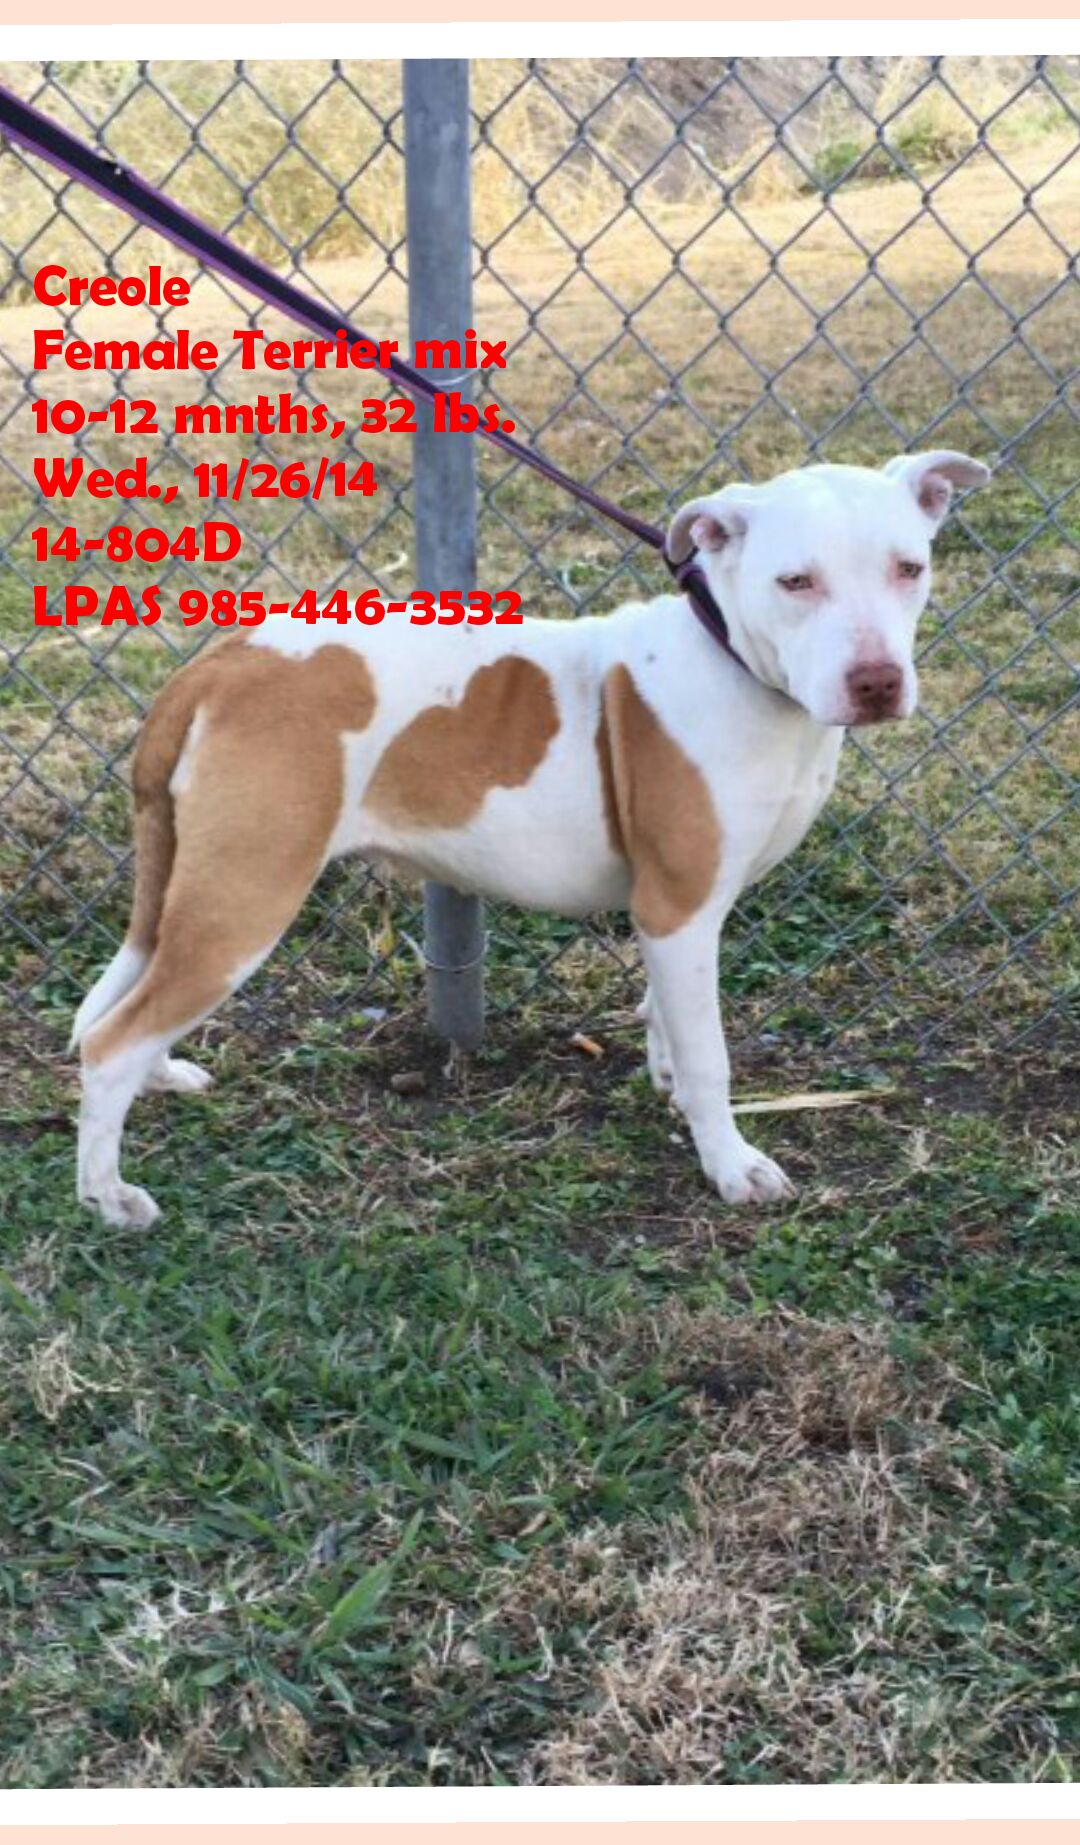 Creole
Female Terrier mix
10-12 mnths, 32 lbs.
Wed., 11/26/14
14-804D
LPAS 985-446-3532